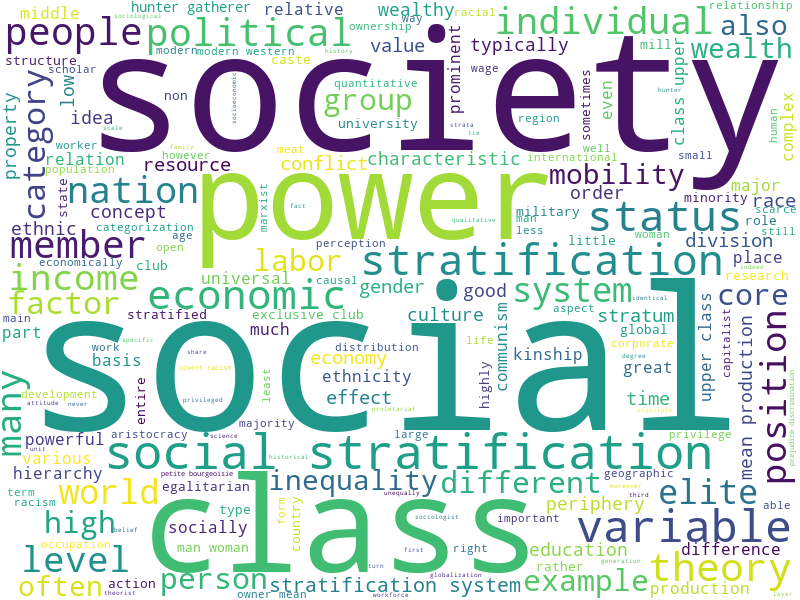 sociological
hunter gatherer
wealthy
way
racial
relationship
middle
relative
ownership
people
political
individual
also
structure
modern
modern western
history
value
typically
mill
wealth
scholar
caste
prominent
society
property
category
low
non
socioeconomic
quantitative
wage
hunter
class upper
complex
idea
group
university
region
sometimes
even
human
worker
scale
strata
tie
well
relation
resource
however
meat
conflict
characteristic
international
small
population
family
mobility
major
nation
state
power
order
minority
race
concept
marxist
fact
qualitative
man
military
status
role
scarce
ethnic
categorization
less
woman
still
member
age
open
perception
labor
little
division
economically
club
stratification
place
income
universal
causal
indeed
research
stratified
gender
good
system
identical
core
factor
economic
exclusive club
culture
aspect
stratum
main
specific
much
life
global
upper class
capitalist
position
part
work
distribution
communism
corporate
basis
share
economy
kinship
degree
great
many
covert racism
ethnicity
highly
mean production
development
entire
privileged
least
effect
time
principle
attitude
never
proletariat
social
prejudice discrimination
powerful
aristocracy
science
majority
large
privilege
various
unit
historical
hierarchy
petite bourgeoisie
social stratification
geographic
term
egalitarian
inequality
different
moreover
world
racism
type
unequally
third
elite
able
form
country
periphery
high
belief
socially
sociologist
important
variable
occupation
man woman
class
first
right
education
difference
level
turn
rather
theory
often
action
person
globalization
generation
theorist
owner mean
stratification system
workforce
example
production
layer